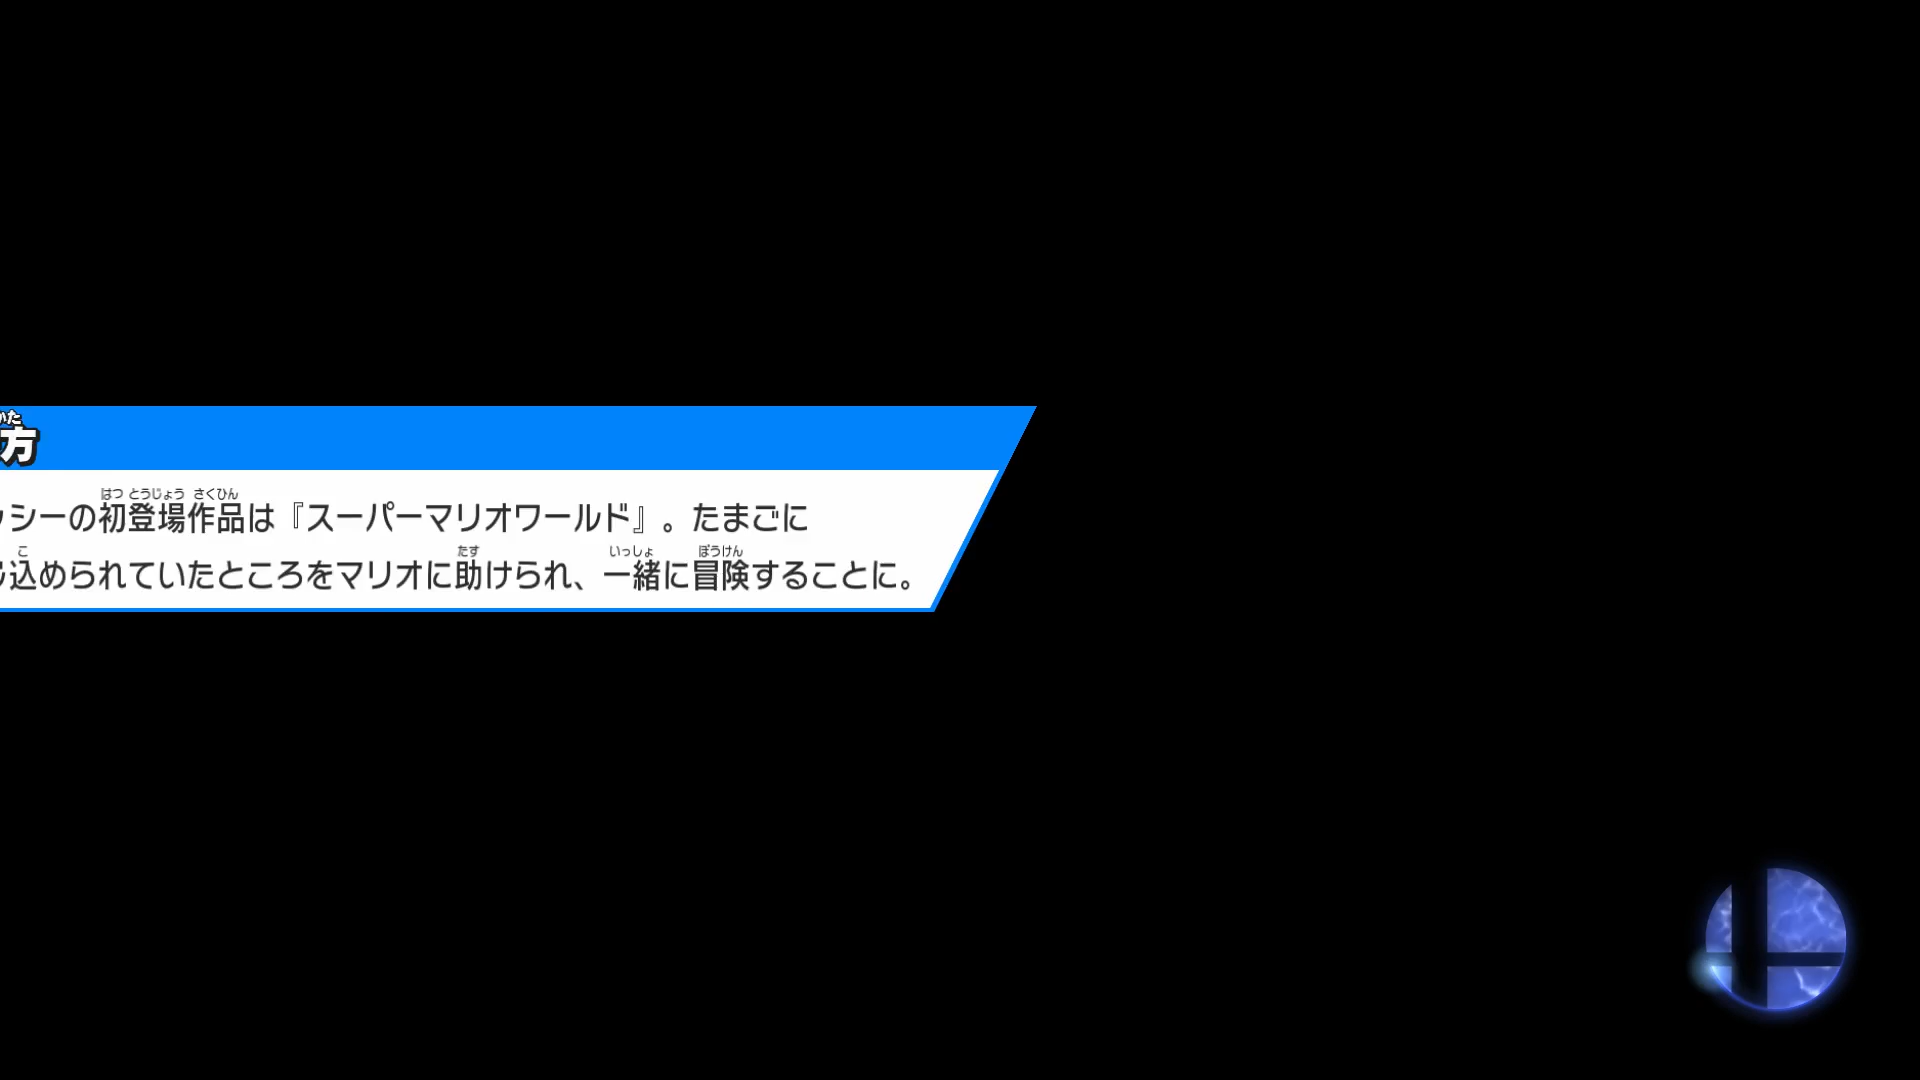 方
シーの初登場作品は『スーパーマリオワールド』。たまごに
込められていたところをマリオに助けられ、一緒に冒険することに。